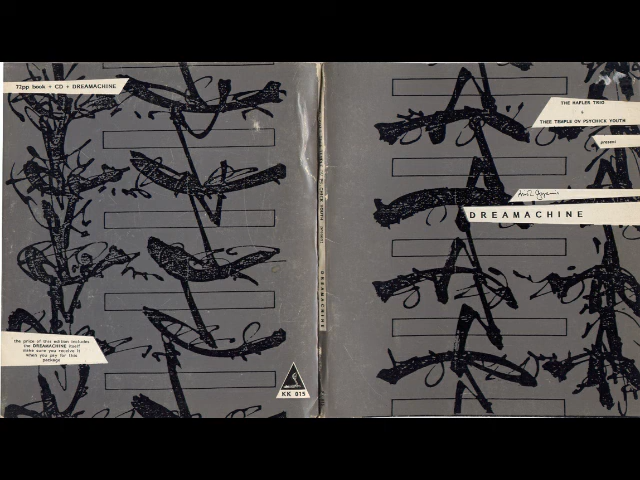 72pp book + CD + DREAMACHINE
the price of this edition includes
the DREAMACHINE itself
make sure you receive it
when you pay for this
package
KK 015
DREAMACHINE
THE HAFLER TRIO
&
THEE TEMPLE OV PSYCHICK YOUTH
present
DREAMACHINE